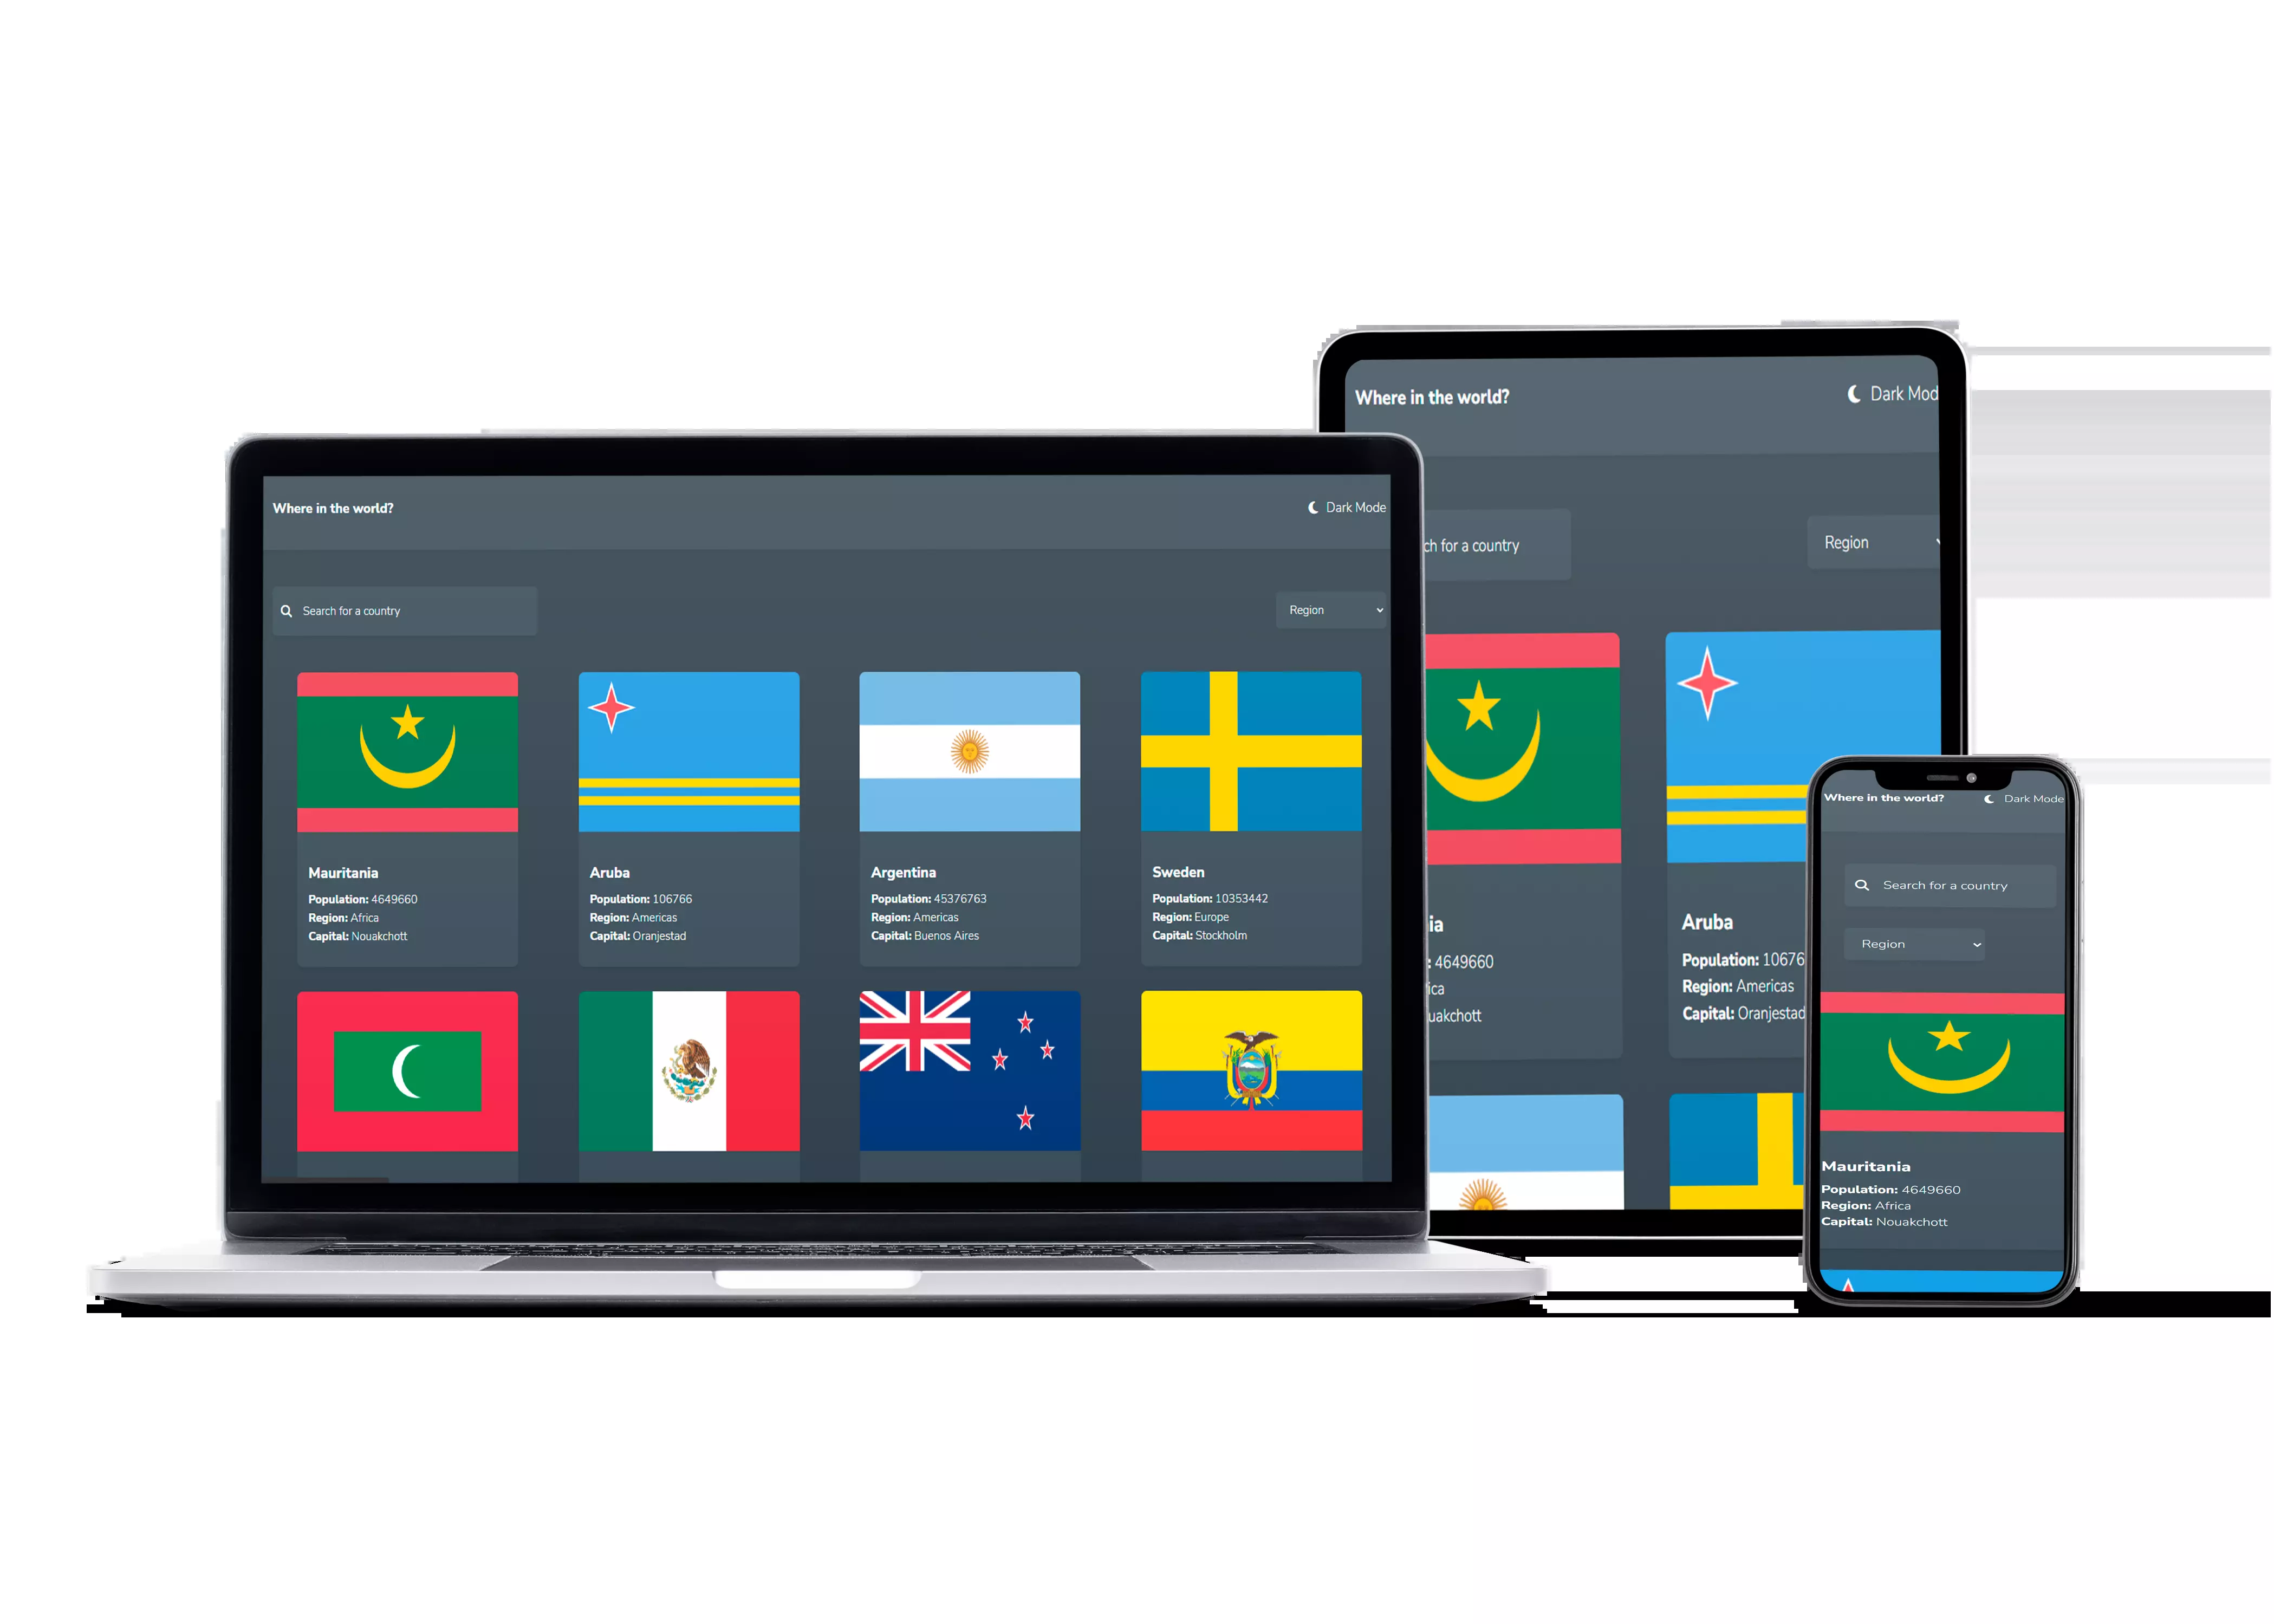 Where in the world?
Dark Mode
Search for a country
Region
Mauritania
Population: 4649660
Region: Africa
Capital: Nouakchott
Aruba
Population: 106766
Region: Americas
Capital: Oranjestad
Argentina
Population: 45376763
Region: Americas
Capital: Buenos Aires
Sweden
Population: 10353442
Region: Europe
Capital: Stockholm
Where in the world?
Dark Mod
ch for a country
Region
ia
: 4649660
ica
uakchott
Aruba
Population: 10676
Region: Americas
Capital: Oranjestad
Where in the world?
Dark Mode
Search for a country
Region
Mauritania
Population: 4649660
Region: Africa
Capital: Nouakchott